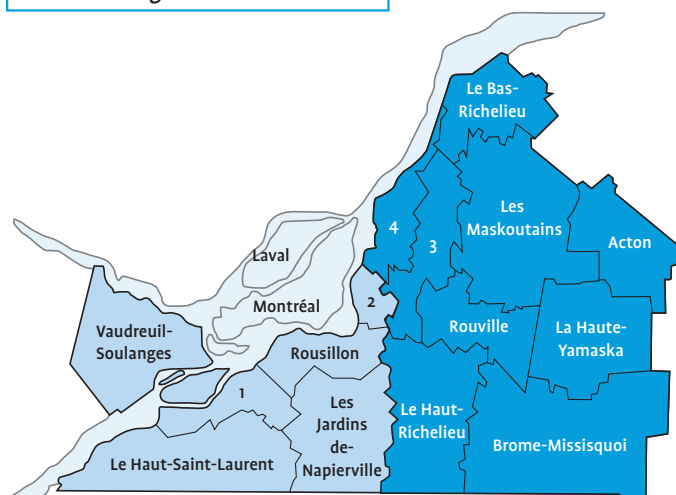 Le Bas-
Richelieu
Les
Maskoutains
4
3
Acton
Laval
2
Montréal
Vaudreuil-
Soulanges
Rouville
La Haute-
Yamaska
Rousillon
1
Les
Jardins
de-
Napierville
Le Haut-
Richelieu
Brome-Missisquoi
Le Haut-Saint-Laurent